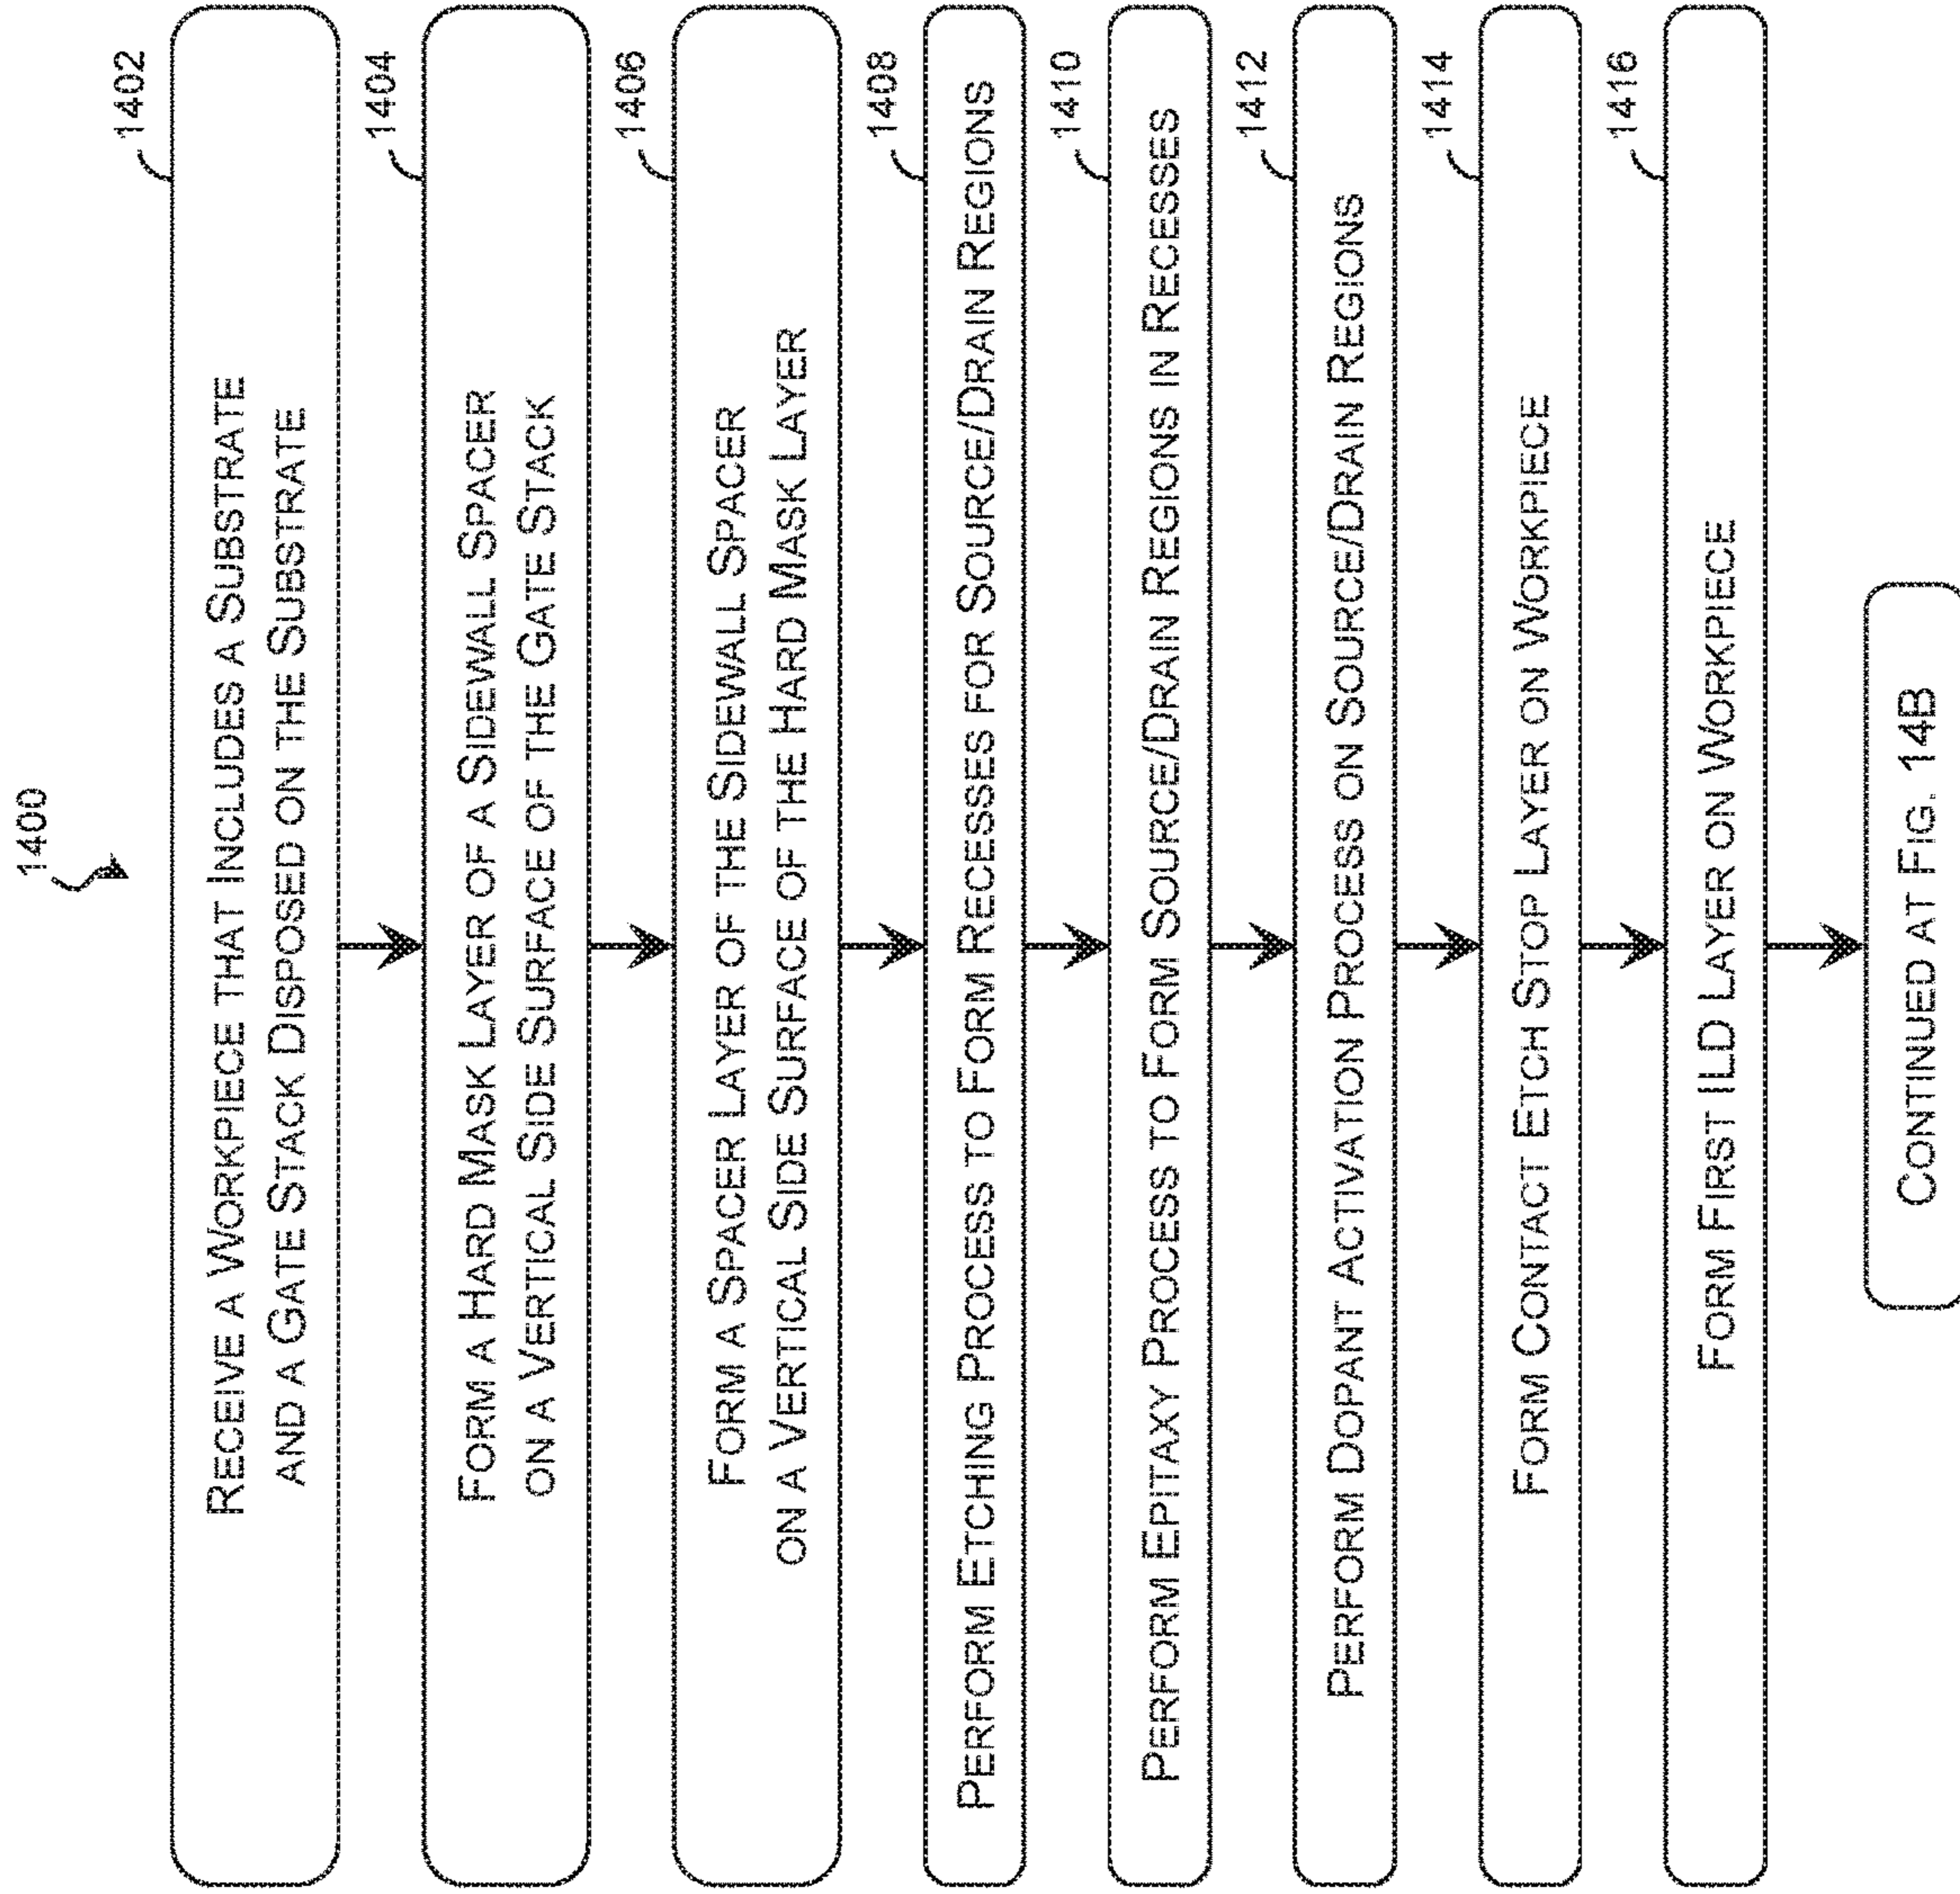 1400
1402
RECEIVE A WORKPIECE THAT INCLUDES A SUBSTRATE
AND A GATE STACK DISPOSED ON THE SUBSTRATE
1404
FORM A HARD MASK LAYER OF A SIDEWALL SPACER
ON A VERTICAL SIDE SURFACE OF THE GATE STACK
1406
FORM A SPACER LAYER OF THE SIDEWALL SPACER
ON A VERTICAL SIDE SURFACE OF THE HARD MASK LAYER
1408
PERFORM ETCHING PROCESS TO FORM RECESSES FOR SOURCE/DRAIN REGIONS
1410
PERFORM EPITAXY PROCESS TO FORM SOURCE/DRAIN REGIONS IN RECESSES
1412
PERFORM DOPANT ACTIVATION PROCESS ON SOURCE/DRAIN REGIONS
1414
FORM CONTACT ETCH STOP LAYER ON WORKPIECE
1416
FORM FIRST ILD LAYER ON WORKPIECE
CONTINUED AT FIG. 14B